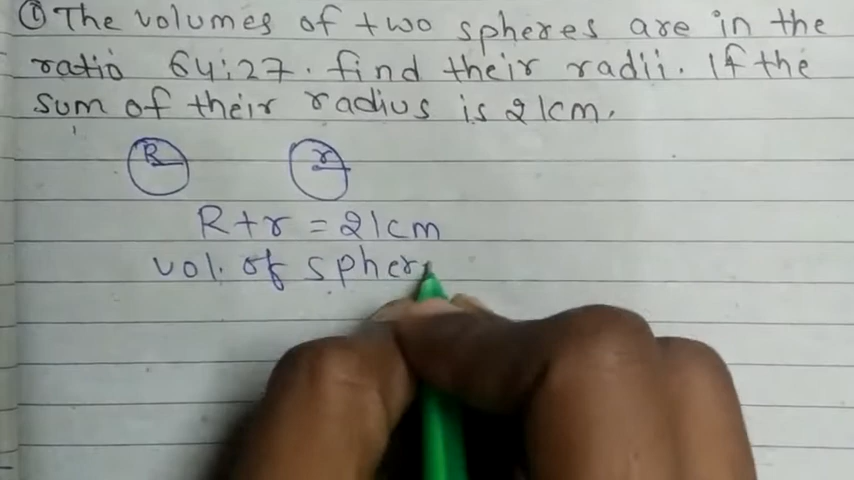 ① The volumes of two spheres are in the
ratio 64:27. find their radii. If the
sum of their radius is 21cm.
R r
R+r = 21cm
vol. of spher